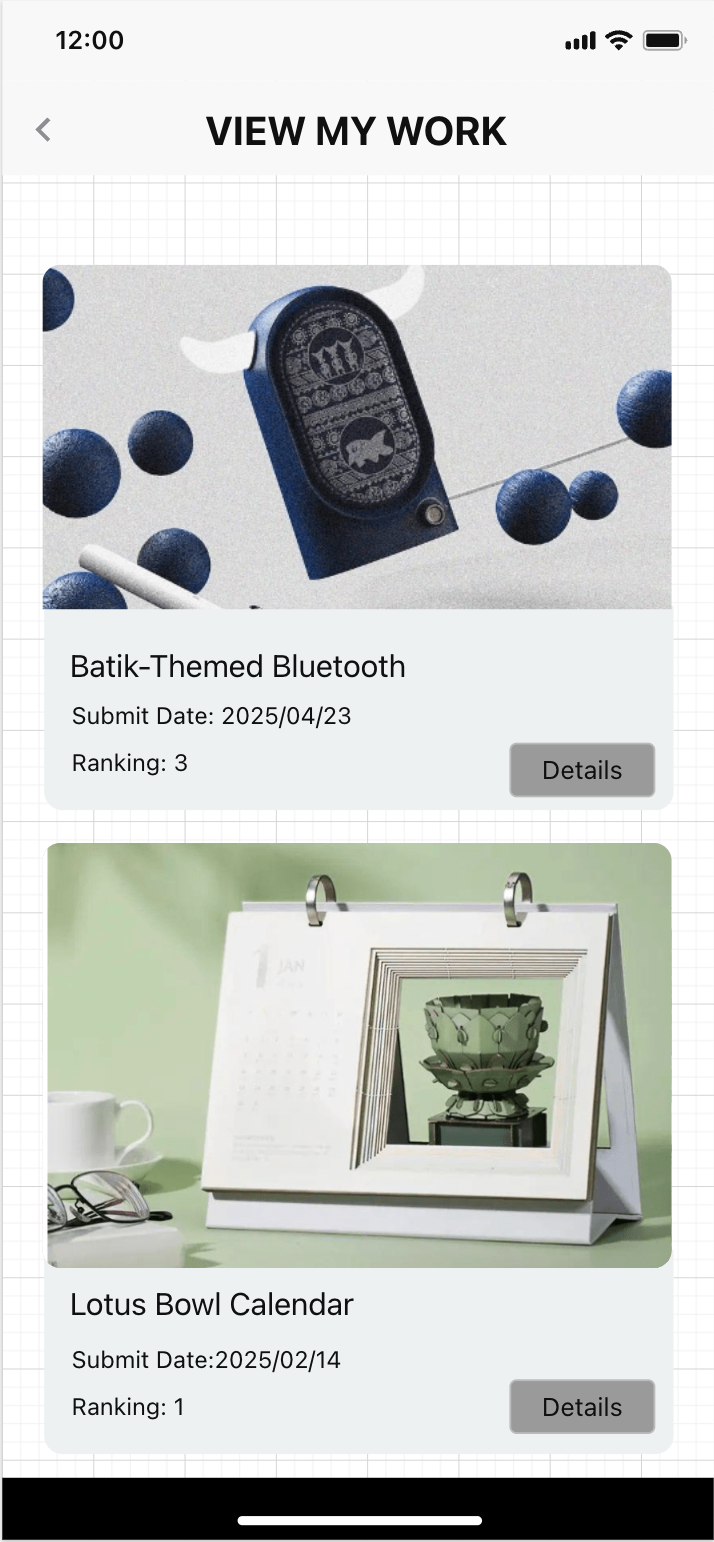 12:00
VIEW MY WORK
Batik-Themed Bluetooth
Submit Date: 2025/04/23
Ranking: 3
Details
1 JAN
Lotus Bowl Calendar
Submit Date:2025/02/14
Ranking: 1
Details